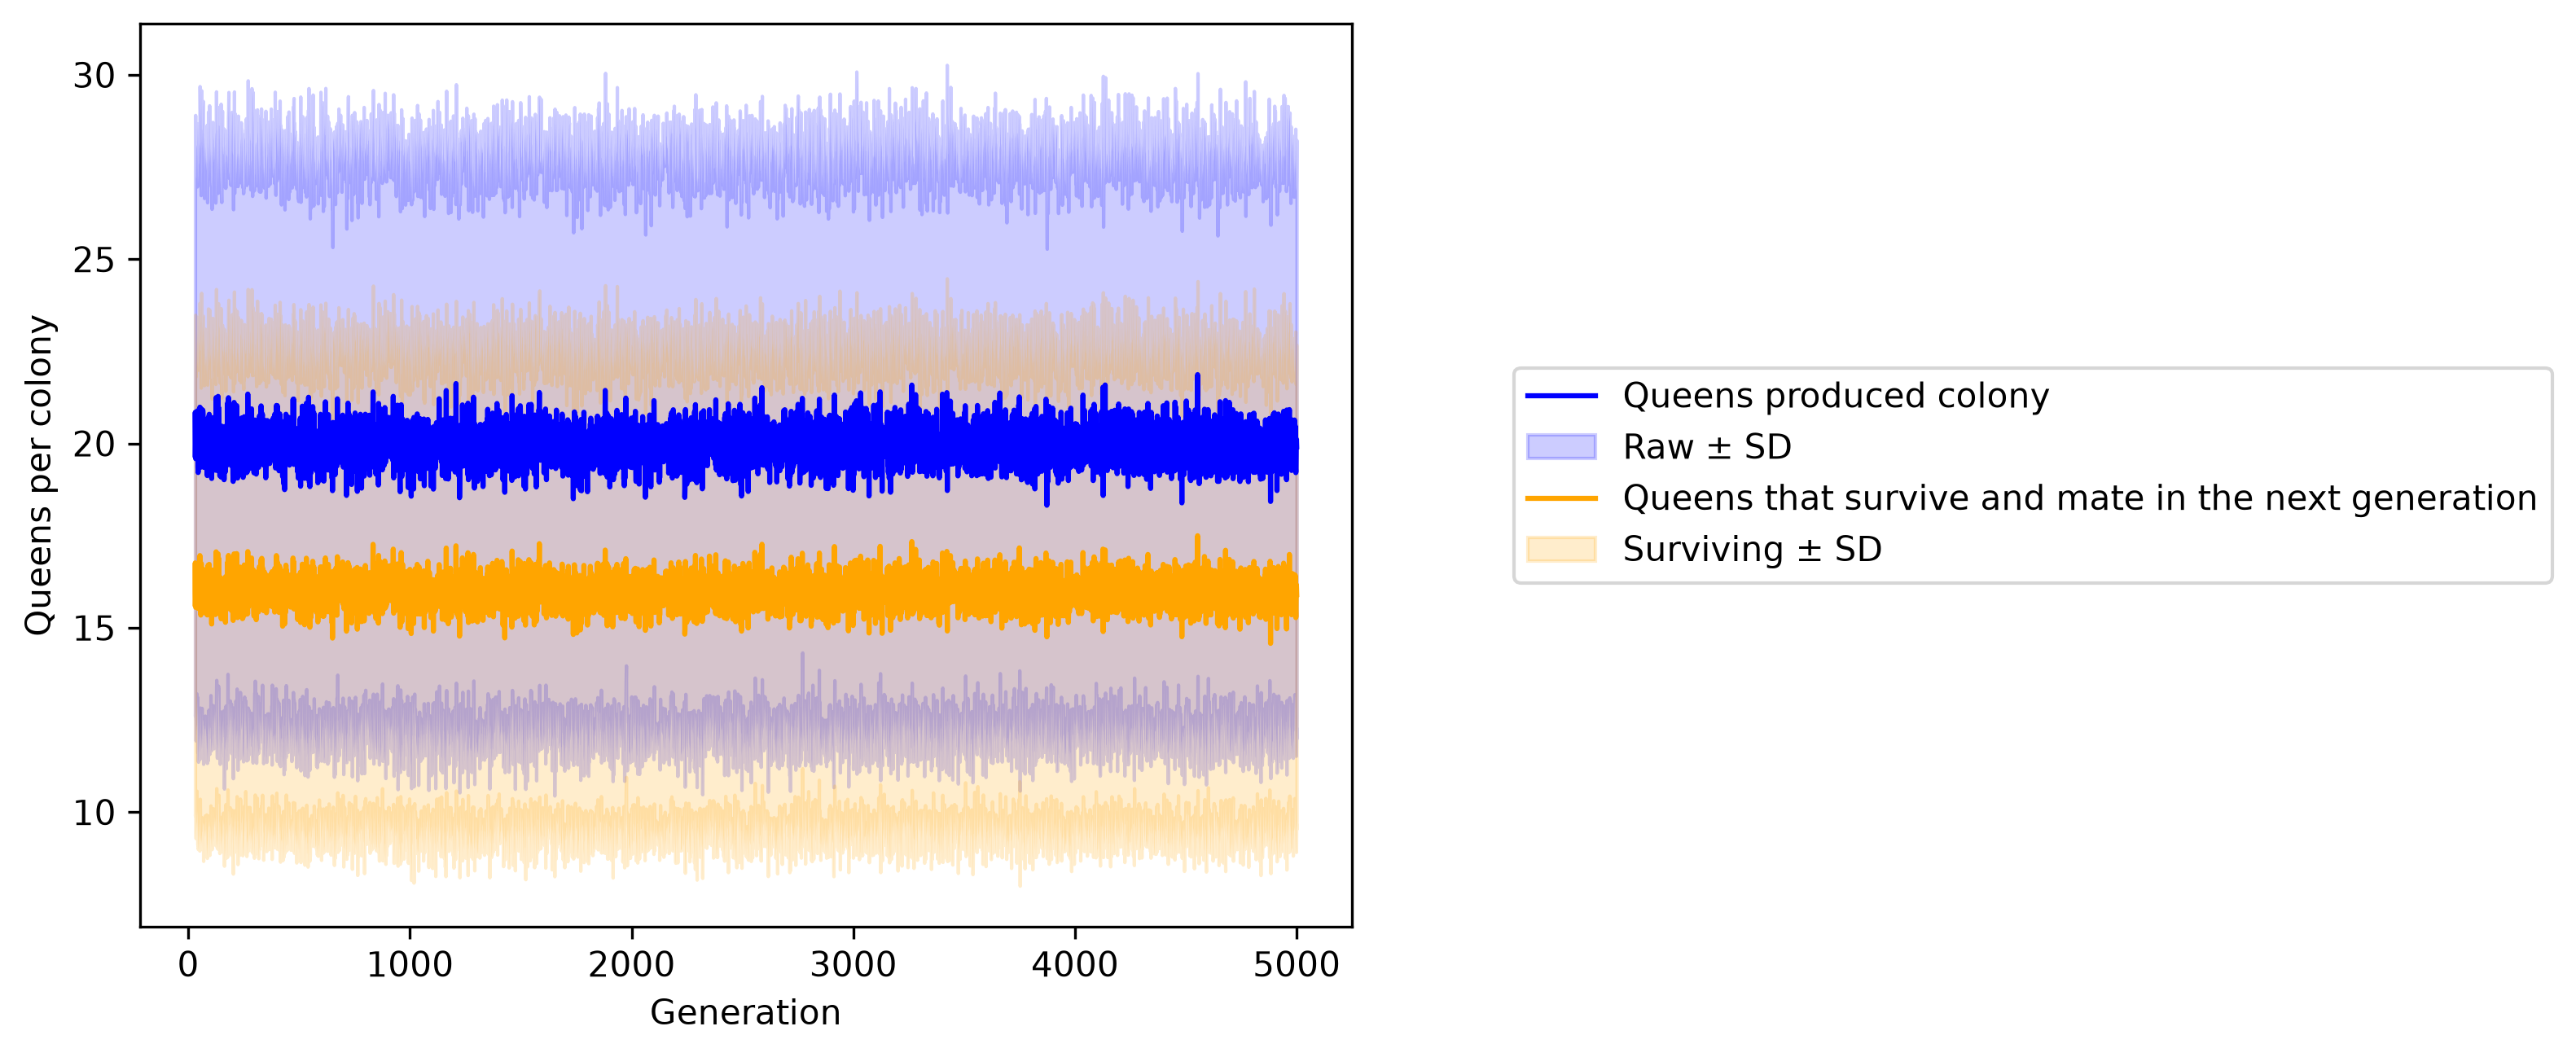 30
25
20
15
10
Queens per colony
0 1000 2000 3000 4000 5000
Generation
Queens produced colony
Raw ± SD
Queens that survive and mate in the next generation
Surviving ± SD